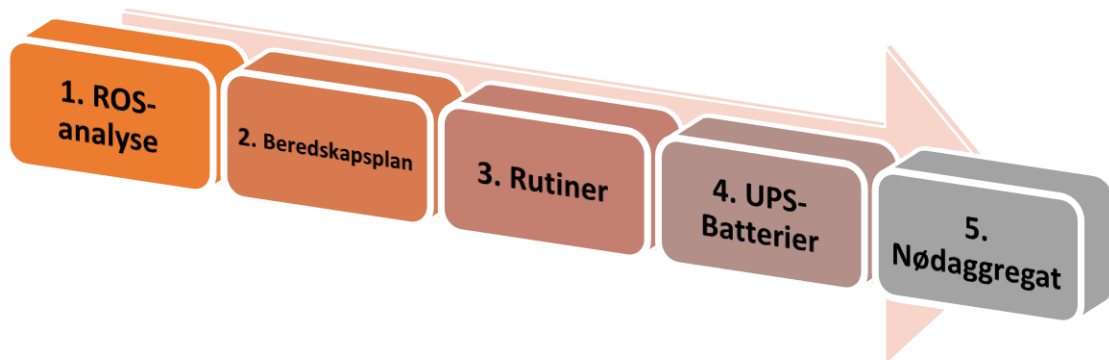 1. ROS-
analyse
2. Beredskapsplan
3. Rutiner
4. UPS-
Batterier
5.
Nødaggregat